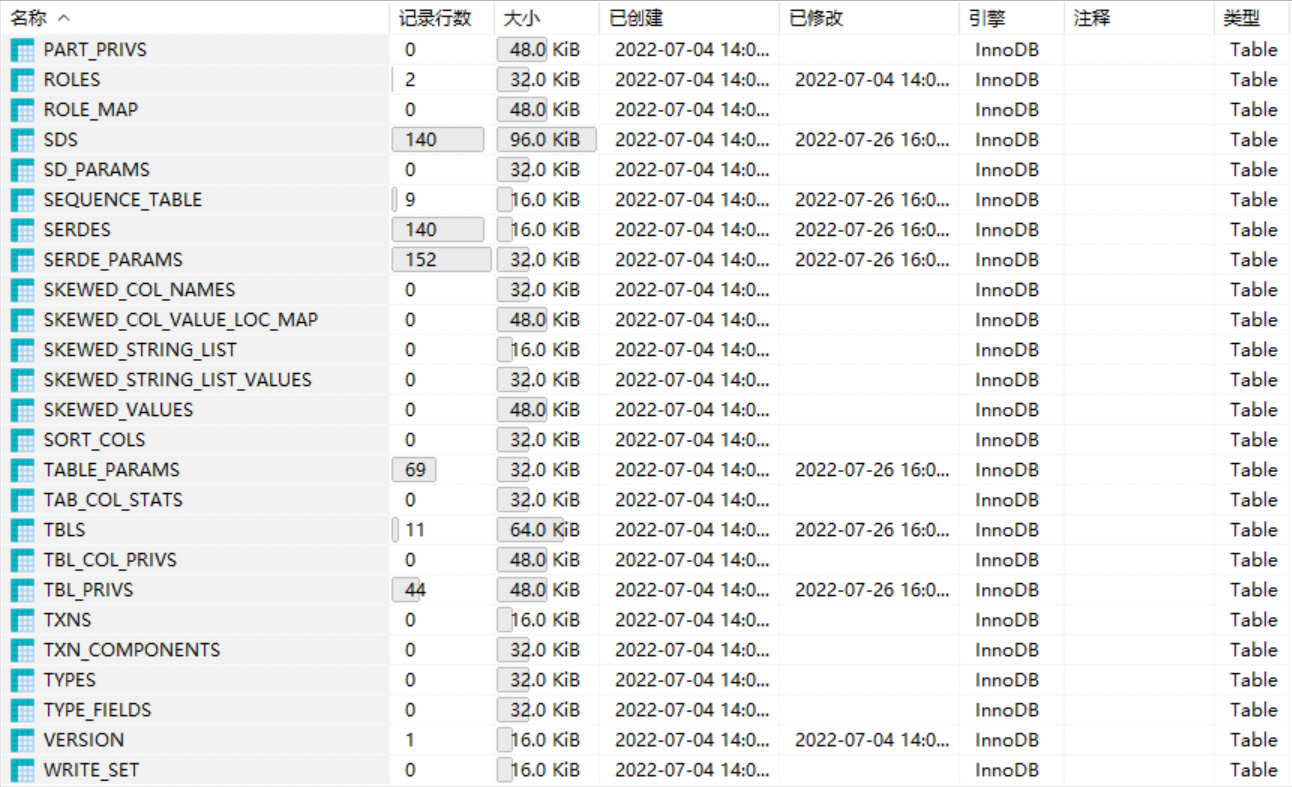 名称 记录行数 大小 已创建 已修改 引擎 注释 类型
PART_PRIVS 0 48.0 KiB 2022-07-04 14:0... InnoDB Table
ROLES 2 32.0 KiB 2022-07-04 14:0... 2022-07-04 14:0... InnoDB Table
ROLE_MAP 0 48.0 KiB 2022-07-04 14:0... InnoDB Table
SDS 140 96.0 KiB 2022-07-04 14:0... 2022-07-26 16:0... InnoDB Table
SD_PARAMS 0 32.0 KiB 2022-07-04 14:0... InnoDB Table
SEQUENCE_TABLE 9 16.0 KiB 2022-07-04 14:0... 2022-07-26 16:0... InnoDB Table
SERDES 140 16.0 KiB 2022-07-04 14:0... 2022-07-26 16:0... InnoDB Table
SERDE_PARAMS 152 32.0 KiB 2022-07-04 14:0... 2022-07-26 16:0... InnoDB Table
SKEWED_COL_NAMES 0 32.0 KiB 2022-07-04 14:0... InnoDB Table
SKEWED_COL_VALUE_LOC_MAP 0 48.0 KiB 2022-07-04 14:0... InnoDB Table
SKEWED_STRING_LIST 0 16.0 KiB 2022-07-04 14:0... InnoDB Table
SKEWED_STRING_LIST_VALUES 0 32.0 KiB 2022-07-04 14:0... InnoDB Table
SKEWED_VALUES 0 48.0 KiB 2022-07-04 14:0... InnoDB Table
SORT_COLS 0 32.0 KiB 2022-07-04 14:0... InnoDB Table
TABLE_PARAMS 69 32.0 KiB 2022-07-04 14:0... 2022-07-26 16:0... InnoDB Table
TAB_COL_STATS 0 32.0 KiB 2022-07-04 14:0... InnoDB Table
TBLS 11 64.0 KiB 2022-07-04 14:0... 2022-07-26 16:0... InnoDB Table
TBL_COL_PRIVS 0 48.0 KiB 2022-07-04 14:0... InnoDB Table
TBL_PRIVS 44 48.0 KiB 2022-07-04 14:0... 2022-07-26 16:0... InnoDB Table
TXNS 0 16.0 KiB 2022-07-04 14:0... InnoDB Table
TXN_COMPONENTS 0 32.0 KiB 2022-07-04 14:0... InnoDB Table
TYPES 0 32.0 KiB 2022-07-04 14:0... InnoDB Table
TYPE_FIELDS 0 32.0 KiB 2022-07-04 14:0... InnoDB Table
VERSION 1 16.0 KiB 2022-07-04 14:0... 2022-07-04 14:0... InnoDB Table
WRITE_SET 0 16.0 KiB 2022-07-04 14:0... InnoDB Table